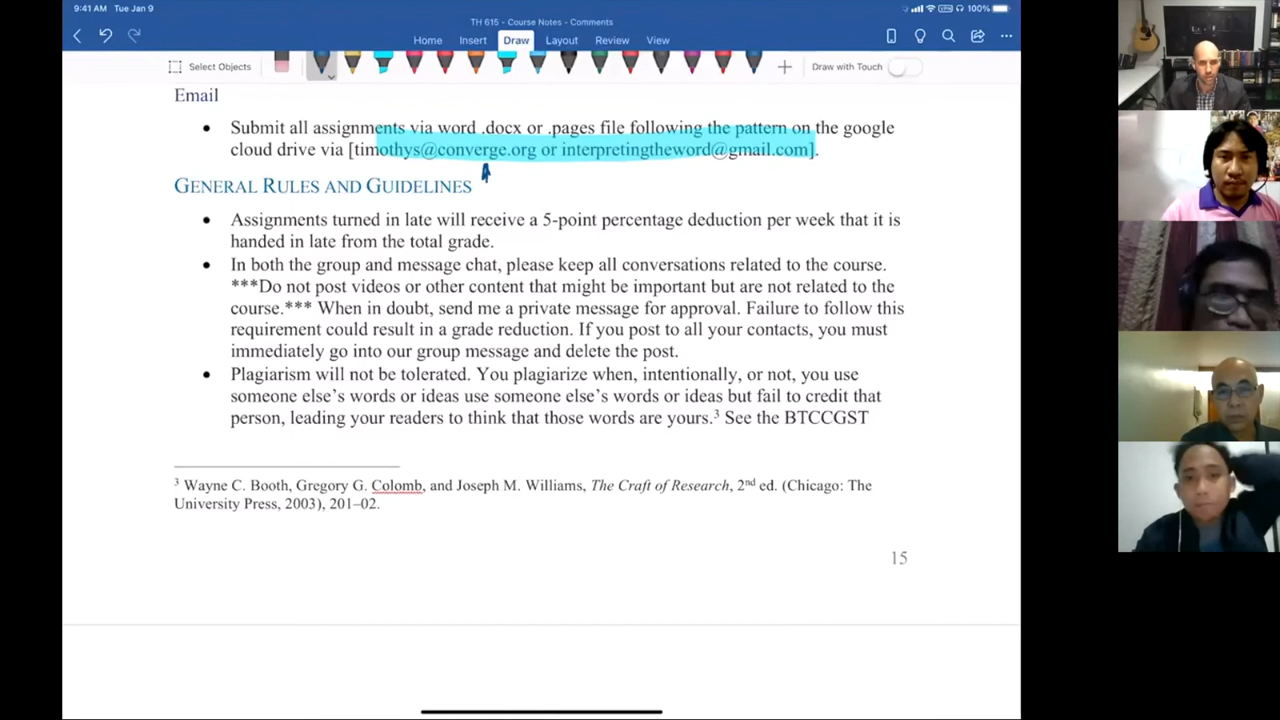 9:41 AM Tue Jan 9
VPN 100%
TH 615 - Course Notes - Comments
Home Insert Draw Layout Review View
Select Objects
Draw with Touch
Email
• Submit all assignments via word .docx or .pages file following the pattern on the google
cloud drive via [timothys@converge.org or interpretingtheword@gmail.com].
GENERAL RULES AND GUIDELINES
• Assignments turned in late will receive a 5-point percentage deduction per week that it is
handed in late from the total grade.
• In both the group and message chat, please keep all conversations related to the course.
***Do not post videos or other content that might be important but are not related to the
course.*** When in doubt, send me a private message for approval. Failure to follow this
requirement could result in a grade reduction. If you post to all your contacts, you must
immediately go into our group message and delete the post.
• Plagiarism will not be tolerated. You plagiarize when, intentionally, or not, you use
someone else’s words or ideas use someone else’s words or ideas but fail to credit that
person, leading your readers to think that those words are yours.3 See the BTCCGST
3 Wayne C. Booth, Gregory G. Colomb, and Joseph M. Williams, The Craft of Research, 2nd ed. (Chicago: The
University Press, 2003), 201–02.
15